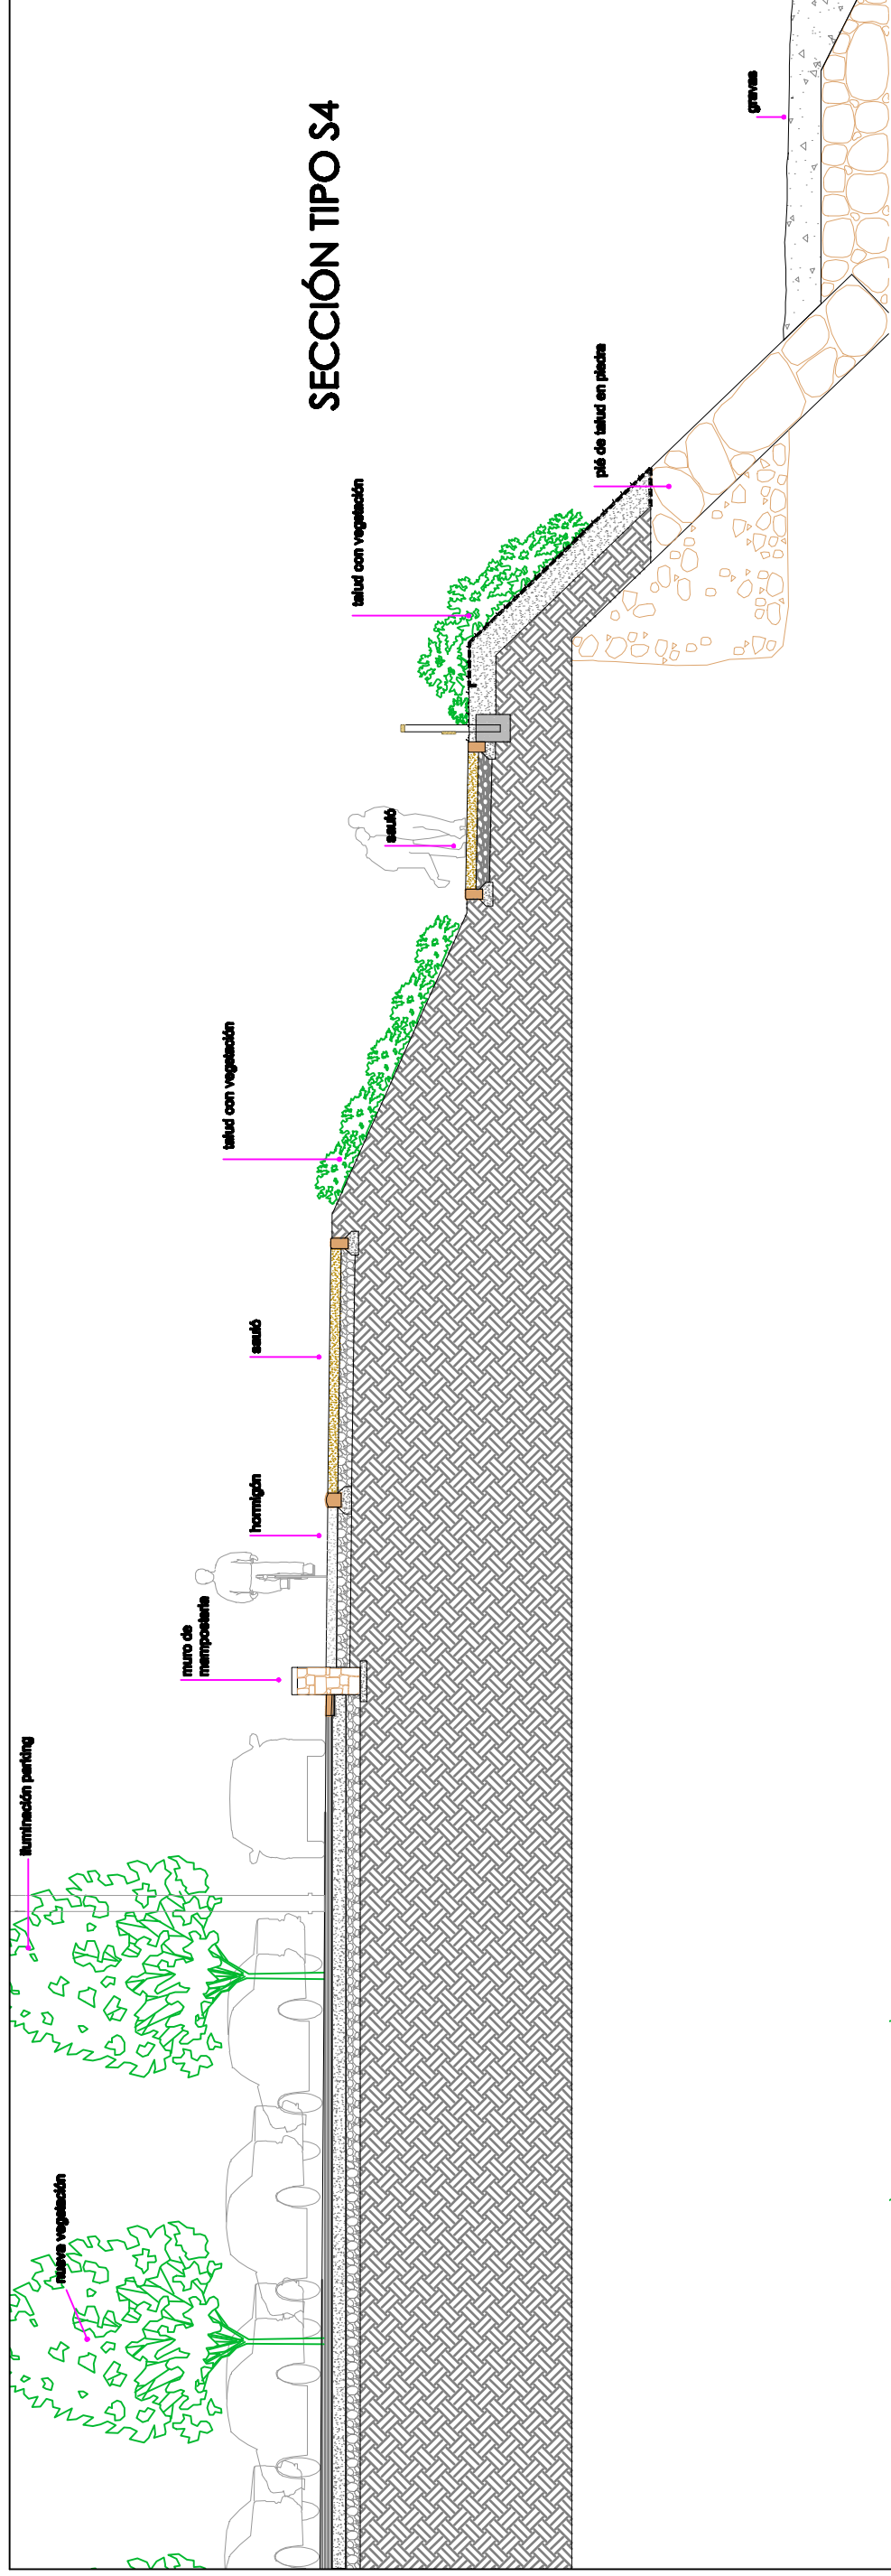 nueva vegetación
iluminación parking
muro de
mampostería
hormigón
sauló
talud con vegetación
sauló
talud con vegetación
pié de talud en piedra
gravas
SECCIÓN TIPO S4